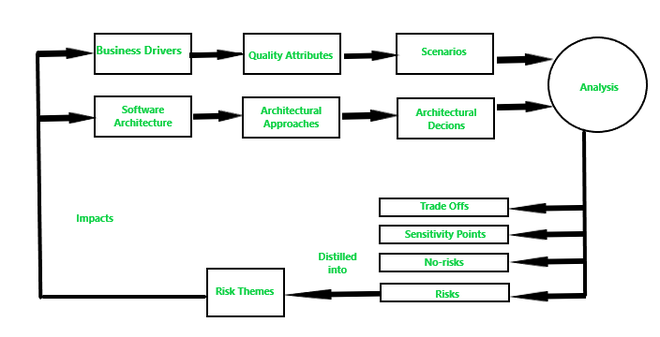 Business Drivers
Quality Attributes
Scenarios
Analysis
Software
Architecture
Architectural
Approaches
Architectural
Decions
Impacts
Trade Offs
Sensitivity Points
No-risks
Risks
Distilled
into
Risk Themes